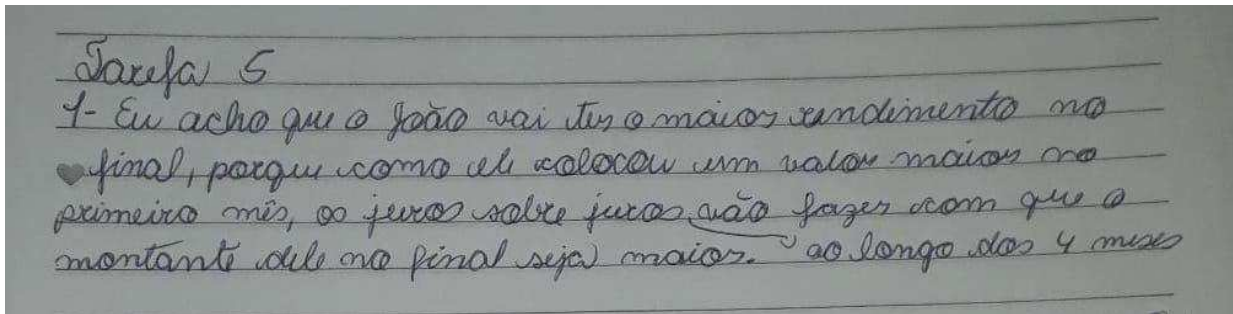 Tarefa 5
1- Eu acho que o João vai ter o maior rendimento no
final, porque como ele colocou um valor maior no
primeiro mês, os juros sobre juros vão fazer com que o
montante dele no final seja maior. ao longo dos 4 meses